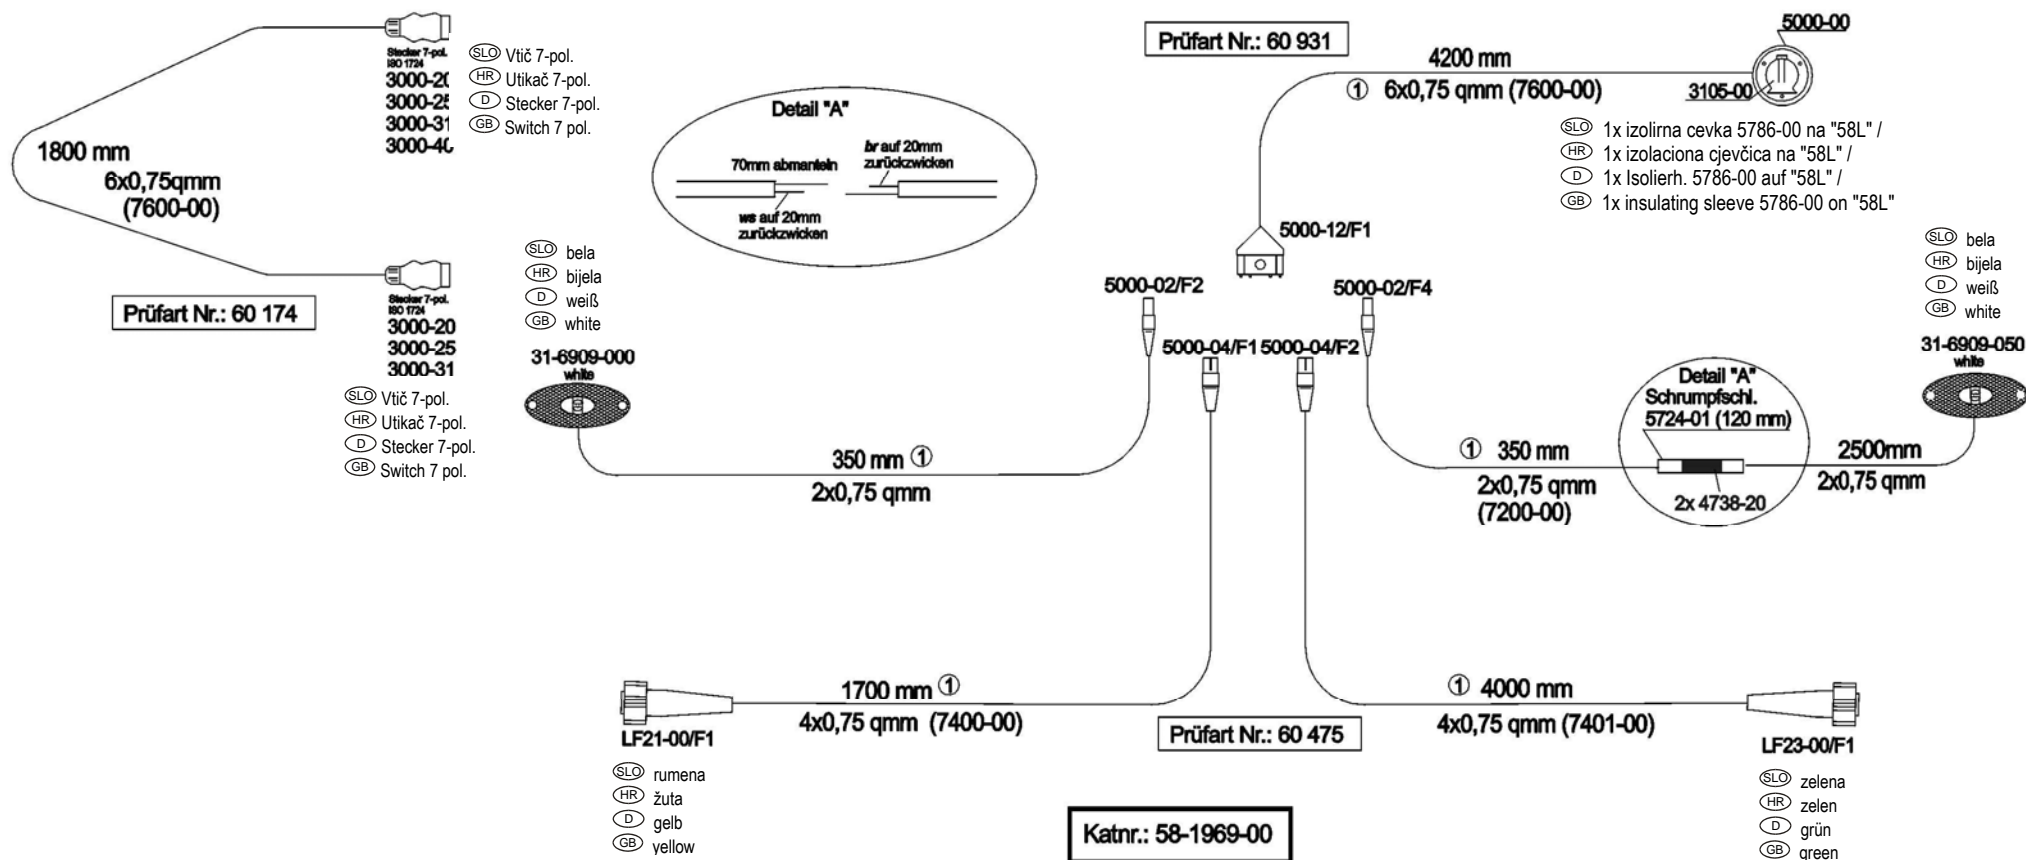 Stecker 7-pol.
ISO 1724
3000-20
3000-25
3000-31
3000-40
SLO Vtič 7-pol.
HR Utikač 7-pol.
D Stecker 7-pol.
GB Switch 7 pol.
1800 mm
6x0,75qmm
(7600-00)
Prüfart Nr.: 60 174
Stecker 7-pol.
ISO 1724
3000-20
3000-25
3000-31
SLO Vtič 7-pol.
HR Utikač 7-pol.
D Stecker 7-pol.
GB Switch 7 pol.
Detail "A"
70mm abmanteln
br auf 20mm
zurückzwicken
ws auf 20mm
zurückzwicken
Prüfart Nr.: 60 931
4200 mm
① 6x0,75 qmm (7600-00)
5000-00
3105-00
SLO 1x izolirna cevka 5786-00 na "58L" /
HR 1x izolaciona cjevčica na "58L" /
D 1x Isolierh. 5786-00 auf "58L" /
GB 1x insulating sleeve 5786-00 on "58L"
5000-12/F1
SLO bela
HR bijela
D weiß
GB white
31-6909-000
white
5000-02/F2
5000-02/F4
5000-04/F1
5000-04/F2
350 mm ①
2x0,75 qmm
① 350 mm
2x0,75 qmm
(7200-00)
Detail "A"
Schrumpfschl.
5724-01 (120 mm)
2x 4738-20
2500mm
2x0,75 qmm
SLO bela
HR bijela
D weiß
GB white
31-6909-050
white
1700 mm ①
4x0,75 qmm (7400-00)
LF21-00/F1
SLO rumena
HR žuta
D gelb
GB yellow
Prüfart Nr.: 60 475
① 4000 mm
4x0,75 qmm (7401-00)
LF23-00/F1
SLO zelena
HR zelen
D grün
GB green
Katnr.: 58-1969-00